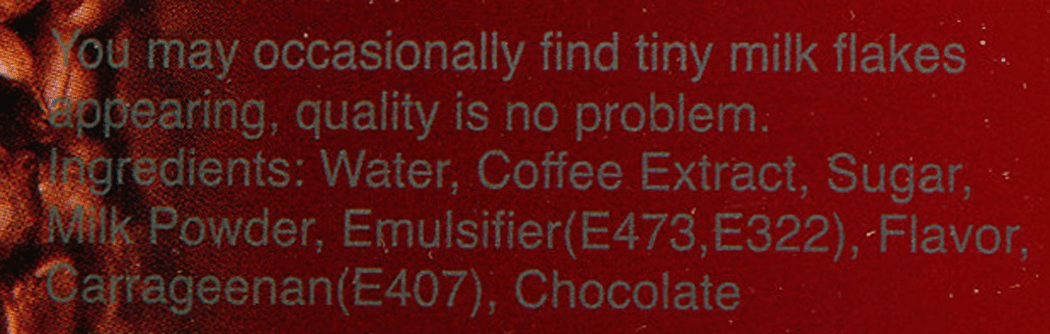 You may occasionally find tiny milk flakes
appearing, quality is no problem.
Ingredients: Water, Coffee Extract, Sugar,
Milk Powder, Emulsifier(E473,E322), Flavor,
Carrageenan(E407), Chocolate